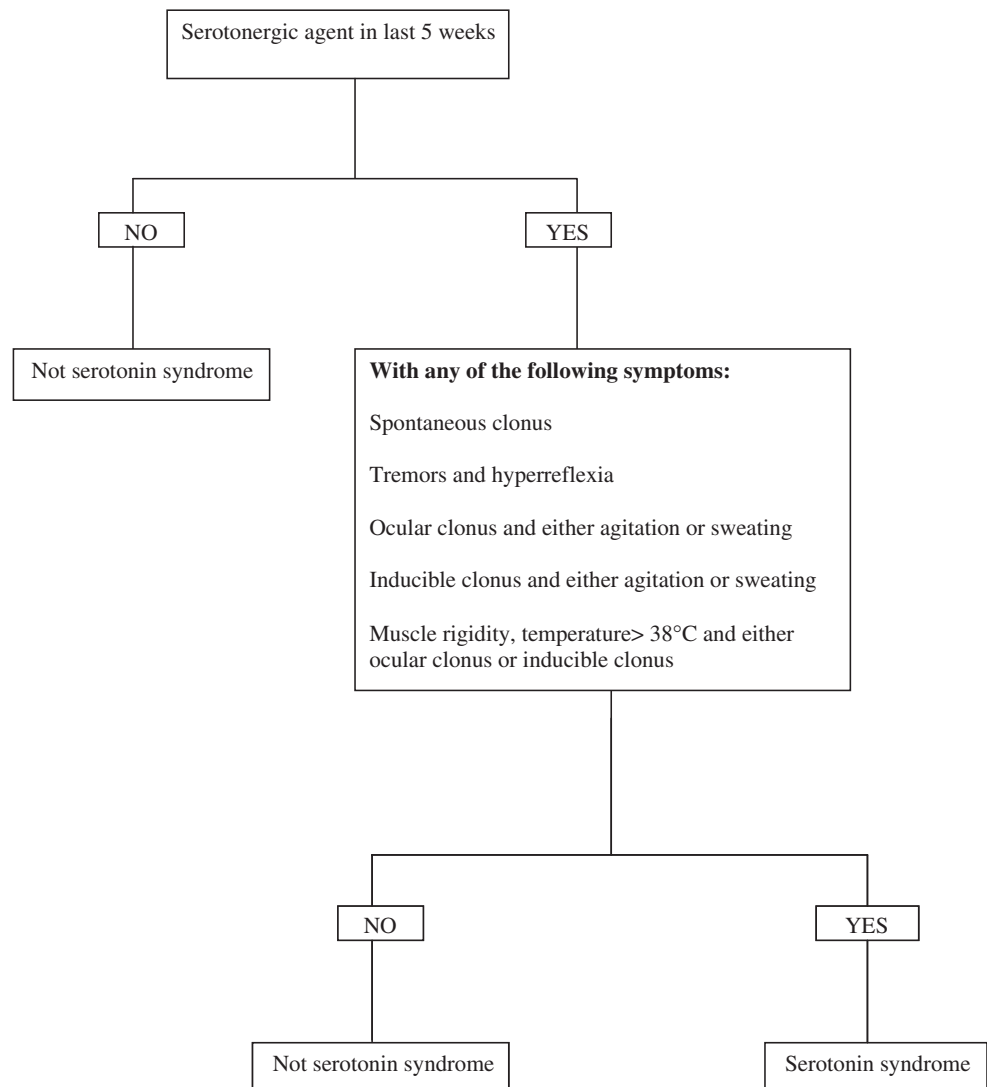 Serotonergic agent in last 5 weeks
NO
YES
Not serotonin syndrome
With any of the following symptoms:
Spontaneous clonus
Tremors and hyperreflexia
Ocular clonus and either agitation or sweating
Inducible clonus and either agitation or sweating
Muscle rigidity, temperature> 38°C and either
ocular clonus or inducible clonus
NO
YES
Not serotonin syndrome
Serotonin syndrome